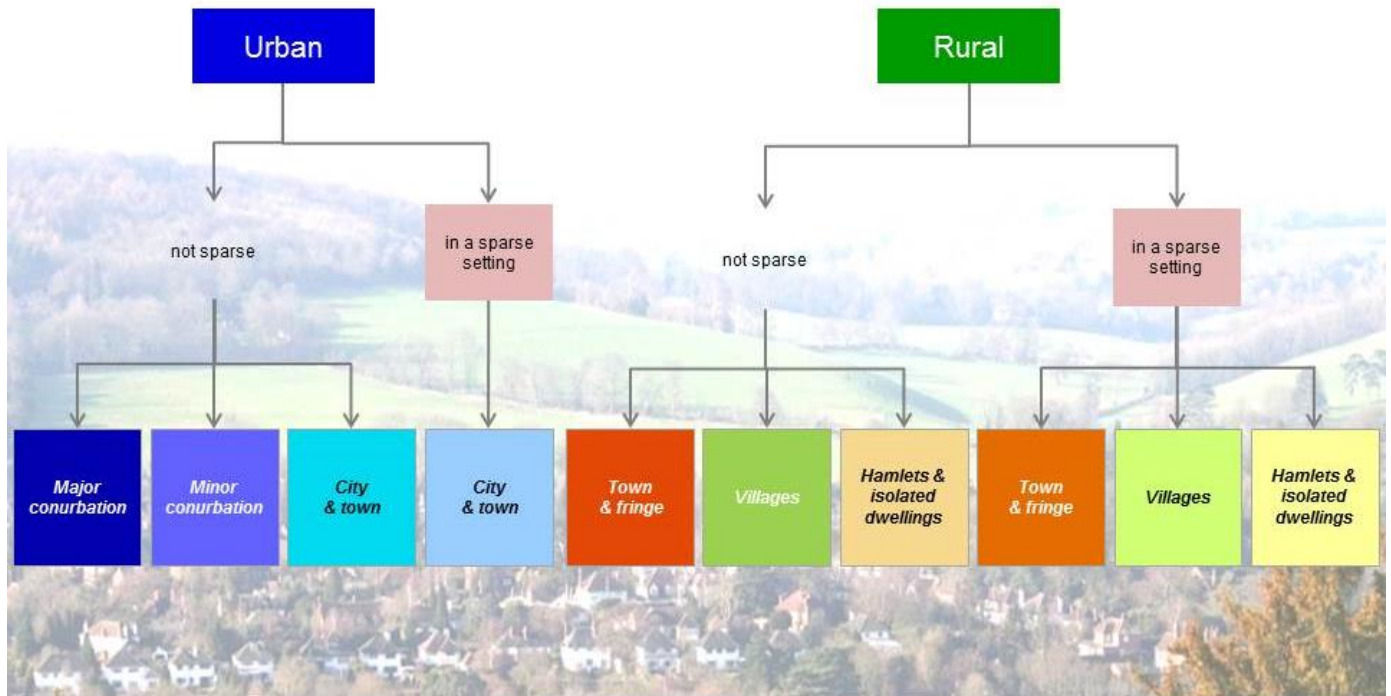 Urban
Rural
not sparse
in a sparse
setting
not sparse
in a sparse
setting
Major
conurbation
Minor
conurbation
City
& town
City
& town
Town
& fringe
Villages
Hamlets &
isolated
dwellings
Town
& fringe
Villages
Hamlets &
isolated
dwellings